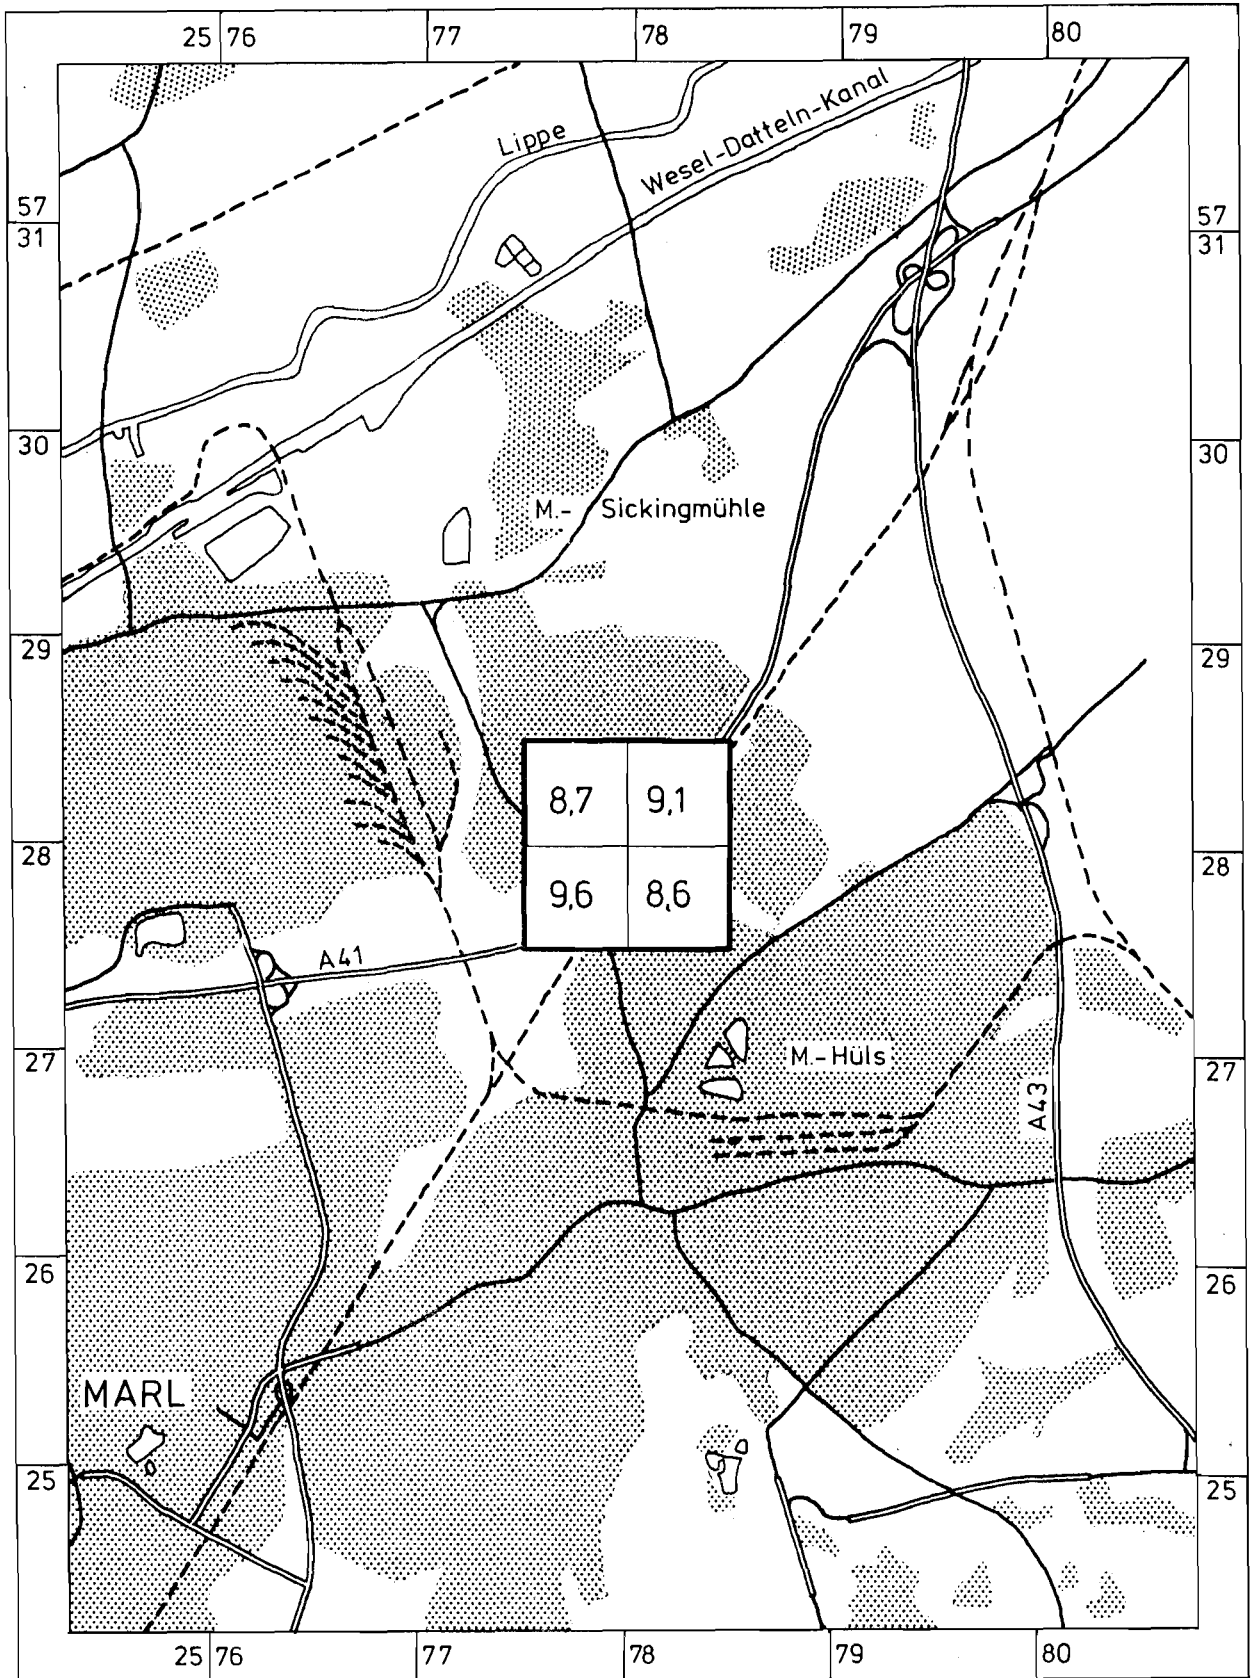 25 76 77 78 79 80
Lippe
Wesel-Datteln-Kanal
57 57
31 31
30 30
M.- Sickingmühle
29 29
8,7 9,1
28 28
9,6 8,6
A41
27 M.-Hüls 27
A43
26 26
MARL
25 25
25 76 77 78 79 80